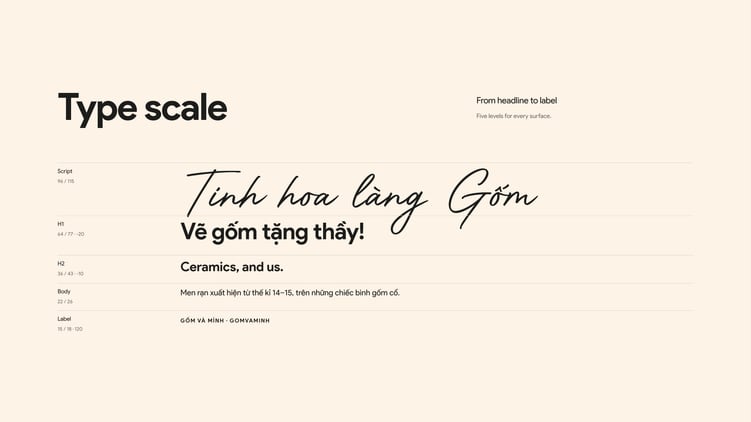 Type scale
From headline to label
Five levels for every surface.
Script
96 / 115
Tinh hoa làng Gốm
H1
64 / 77 · -20
Vẽ gốm tặng thầy!
H2
36 / 43 · -10
Ceramics, and us.
Body
22 / 26
Men rạn xuất hiện từ thế kỉ 14–15, trên những chiếc bình gốm cổ.
Label
15 / 18 · 120
GỐM VÀ MÌNH · GOMVAMINH